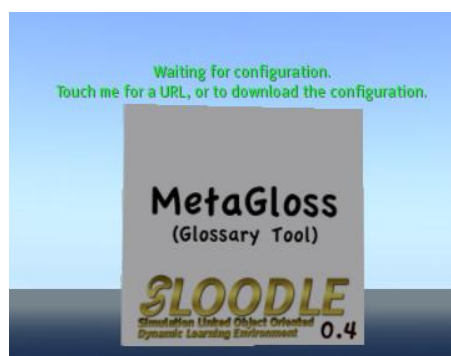 Waiting for configuration.
Touch me for a URL, or to download the configuration.
MetaGloss
(Glossary Tool)
SLOODLE
Simulation Linked Object Oriented
Dynamic Learning Environment
0.4